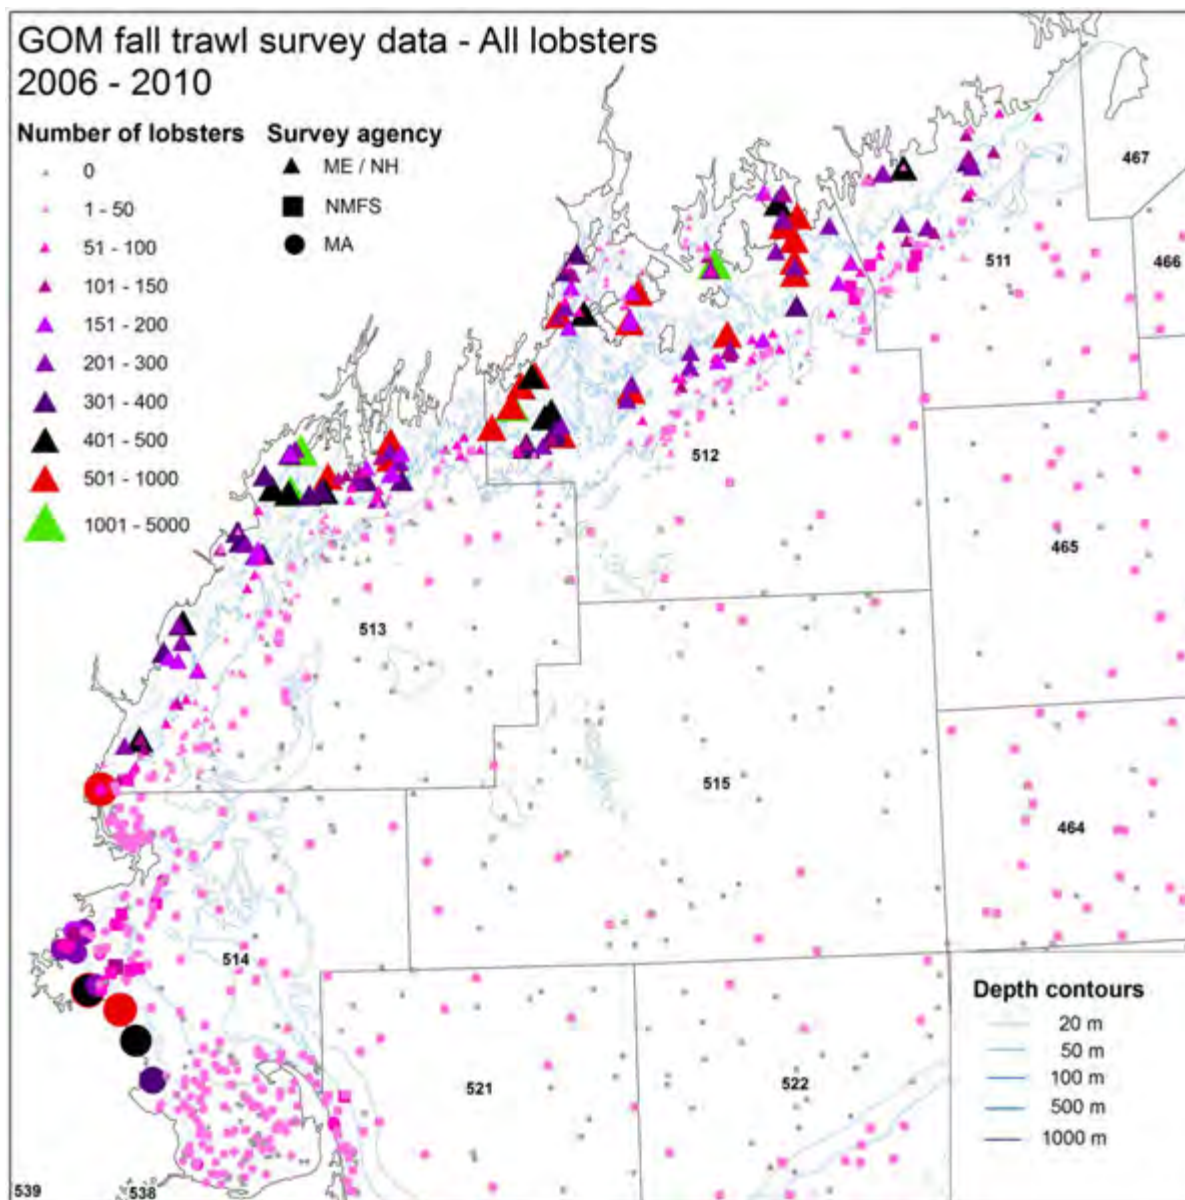 GOM fall trawl survey data - All lobsters
2006 - 2010
Number of lobsters
0
1 - 50
51 - 100
101 - 150
151 - 200
201 - 300
301 - 400
401 - 500
501 - 1000
1001 - 5000
Survey agency
ME / NH
NMFS
MA
467
511
466
512
465
513
515
464
514
521
522
Depth contours
20 m
50 m
100 m
500 m
1000 m
539
538